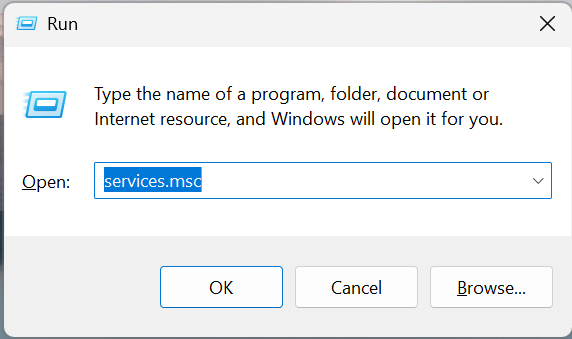 Run
Type the name of a program, folder, document or
Internet resource, and Windows will open it for you.
Open: services.msc
OK Cancel Browse...